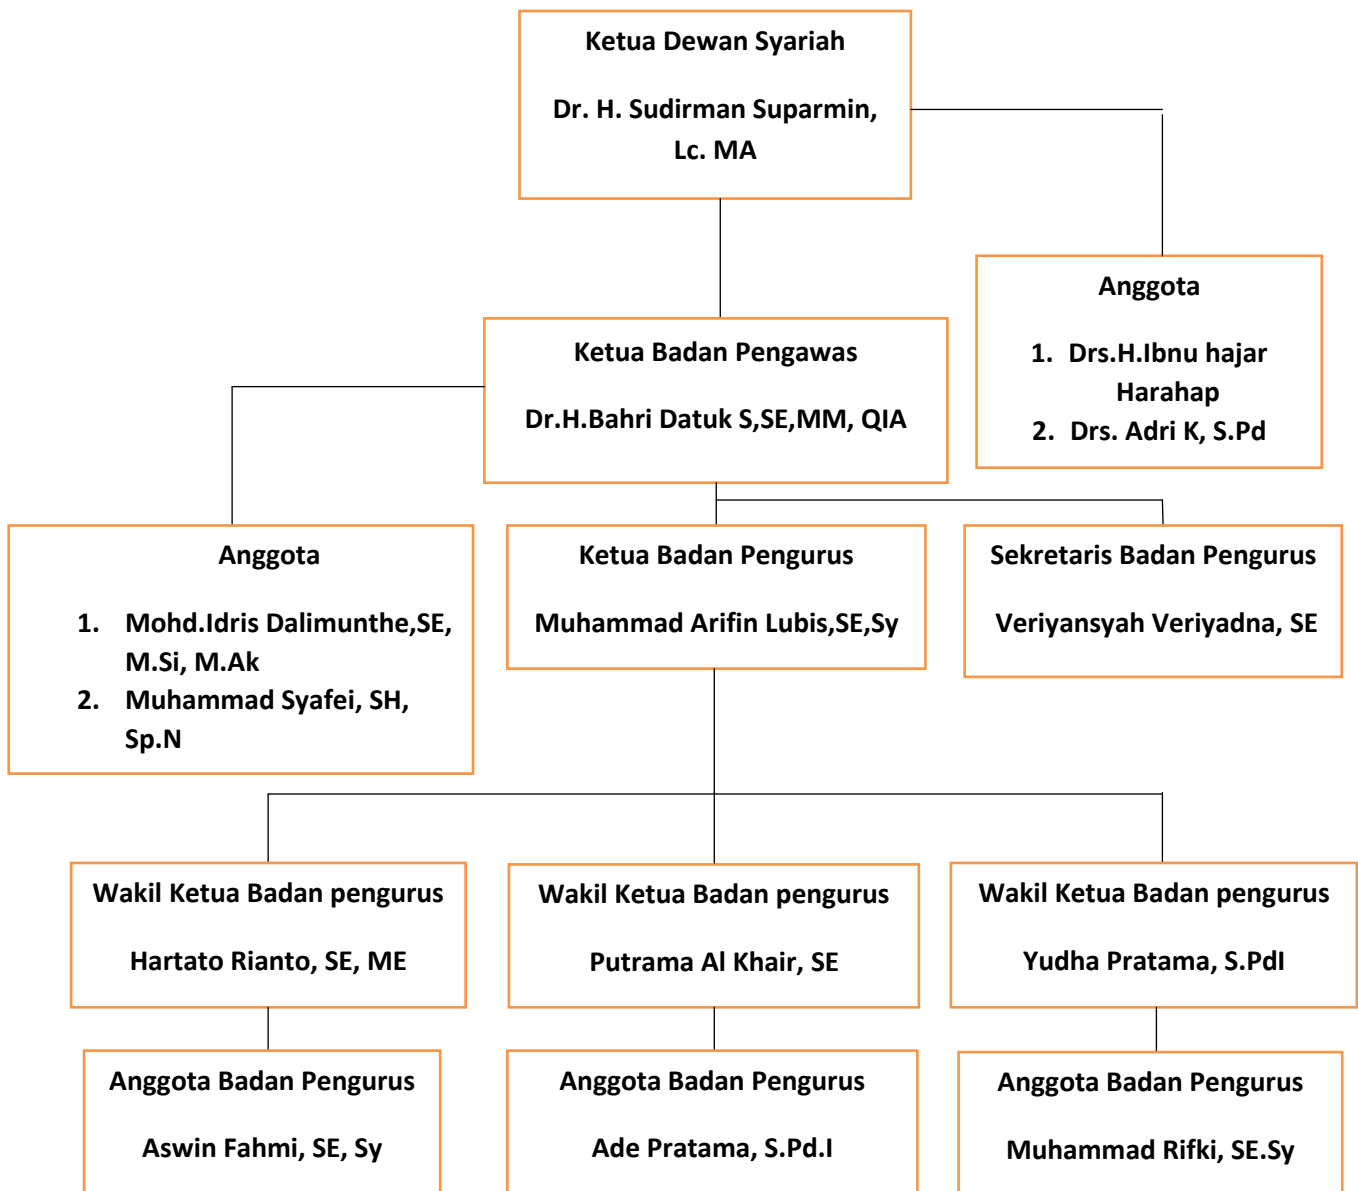 Ketua Dewan Syariah
Dr. H. Sudirman Suparmin,
Lc. MA
Anggota
1. Drs.H.Ibnu hajar
Harahap
2. Drs. Adri K, S.Pd
Ketua Badan Pengawas
Dr.H.Bahri Datuk S,SE,MM, QIA
Anggota
1. Mohd.Idris Dalimunthe,SE,
M.Si, M.Ak
2. Muhammad Syafei, SH,
Sp.N
Ketua Badan Pengurus
Muhammad Arifin Lubis,SE,Sy
Sekretaris Badan Pengurus
Veriyansyah Veriyadna, SE
Wakil Ketua Badan pengurus
Hartato Rianto, SE, ME
Wakil Ketua Badan pengurus
Putrama Al Khair, SE
Wakil Ketua Badan pengurus
Yudha Pratama, S.PdI
Anggota Badan Pengurus
Aswin Fahmi, SE, Sy
Anggota Badan Pengurus
Ade Pratama, S.Pd.I
Anggota Badan Pengurus
Muhammad Rifki, SE.Sy